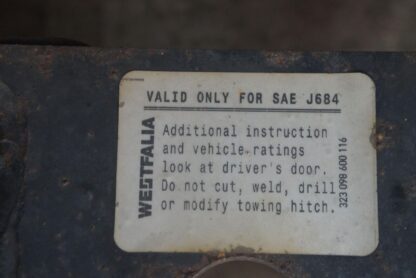 VALID ONLY FOR SAE J684
WESTFALIA
Additional instruction
and vehicle ratings
look at driver's door.
Do not cut, weld, drill
or modify towing hitch.
323 098 600 116